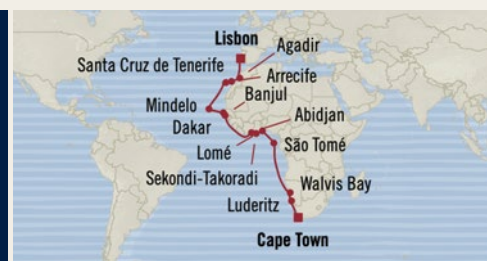 Lisbon
Agadir
Santa Cruz de Tenerife
Arrecife
Banjul
Mindelo
Abidjan
Dakar
Lomé
São Tomé
Sekondi-Takoradi
Walvis Bay
Luderitz
Cape Town